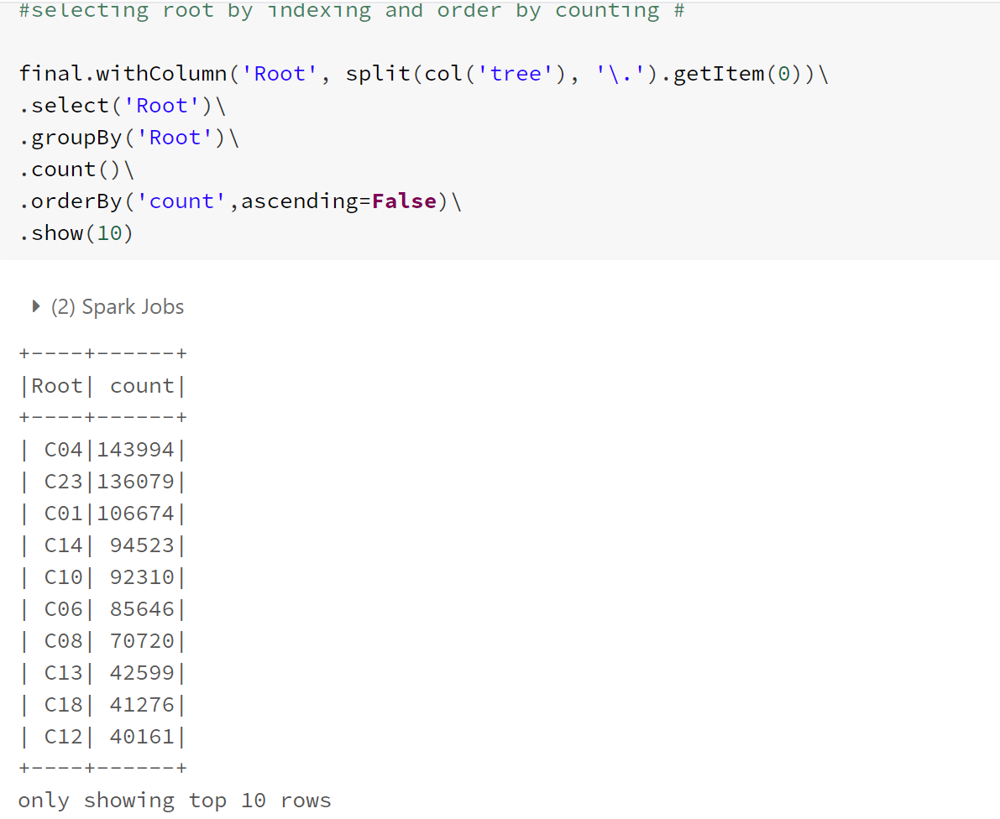 #selecting root by indexing and order by counting #
final.withColumn('Root', split(col('tree'), '\.').getItem(0))\
.select('Root')\
.groupBy('Root')\
.count()\
.orderBy('count',ascending=False)\
.show(10)
(2) Spark Jobs
+----+------+
|Root| count|
+----+------+
| C04|143994|
| C23|136079|
| C01|106674|
| C14| 94523|
| C10| 92310|
| C06| 85646|
| C08| 70720|
| C13| 42599|
| C18| 41276|
| C12| 40161|
+----+------+
only showing top 10 rows